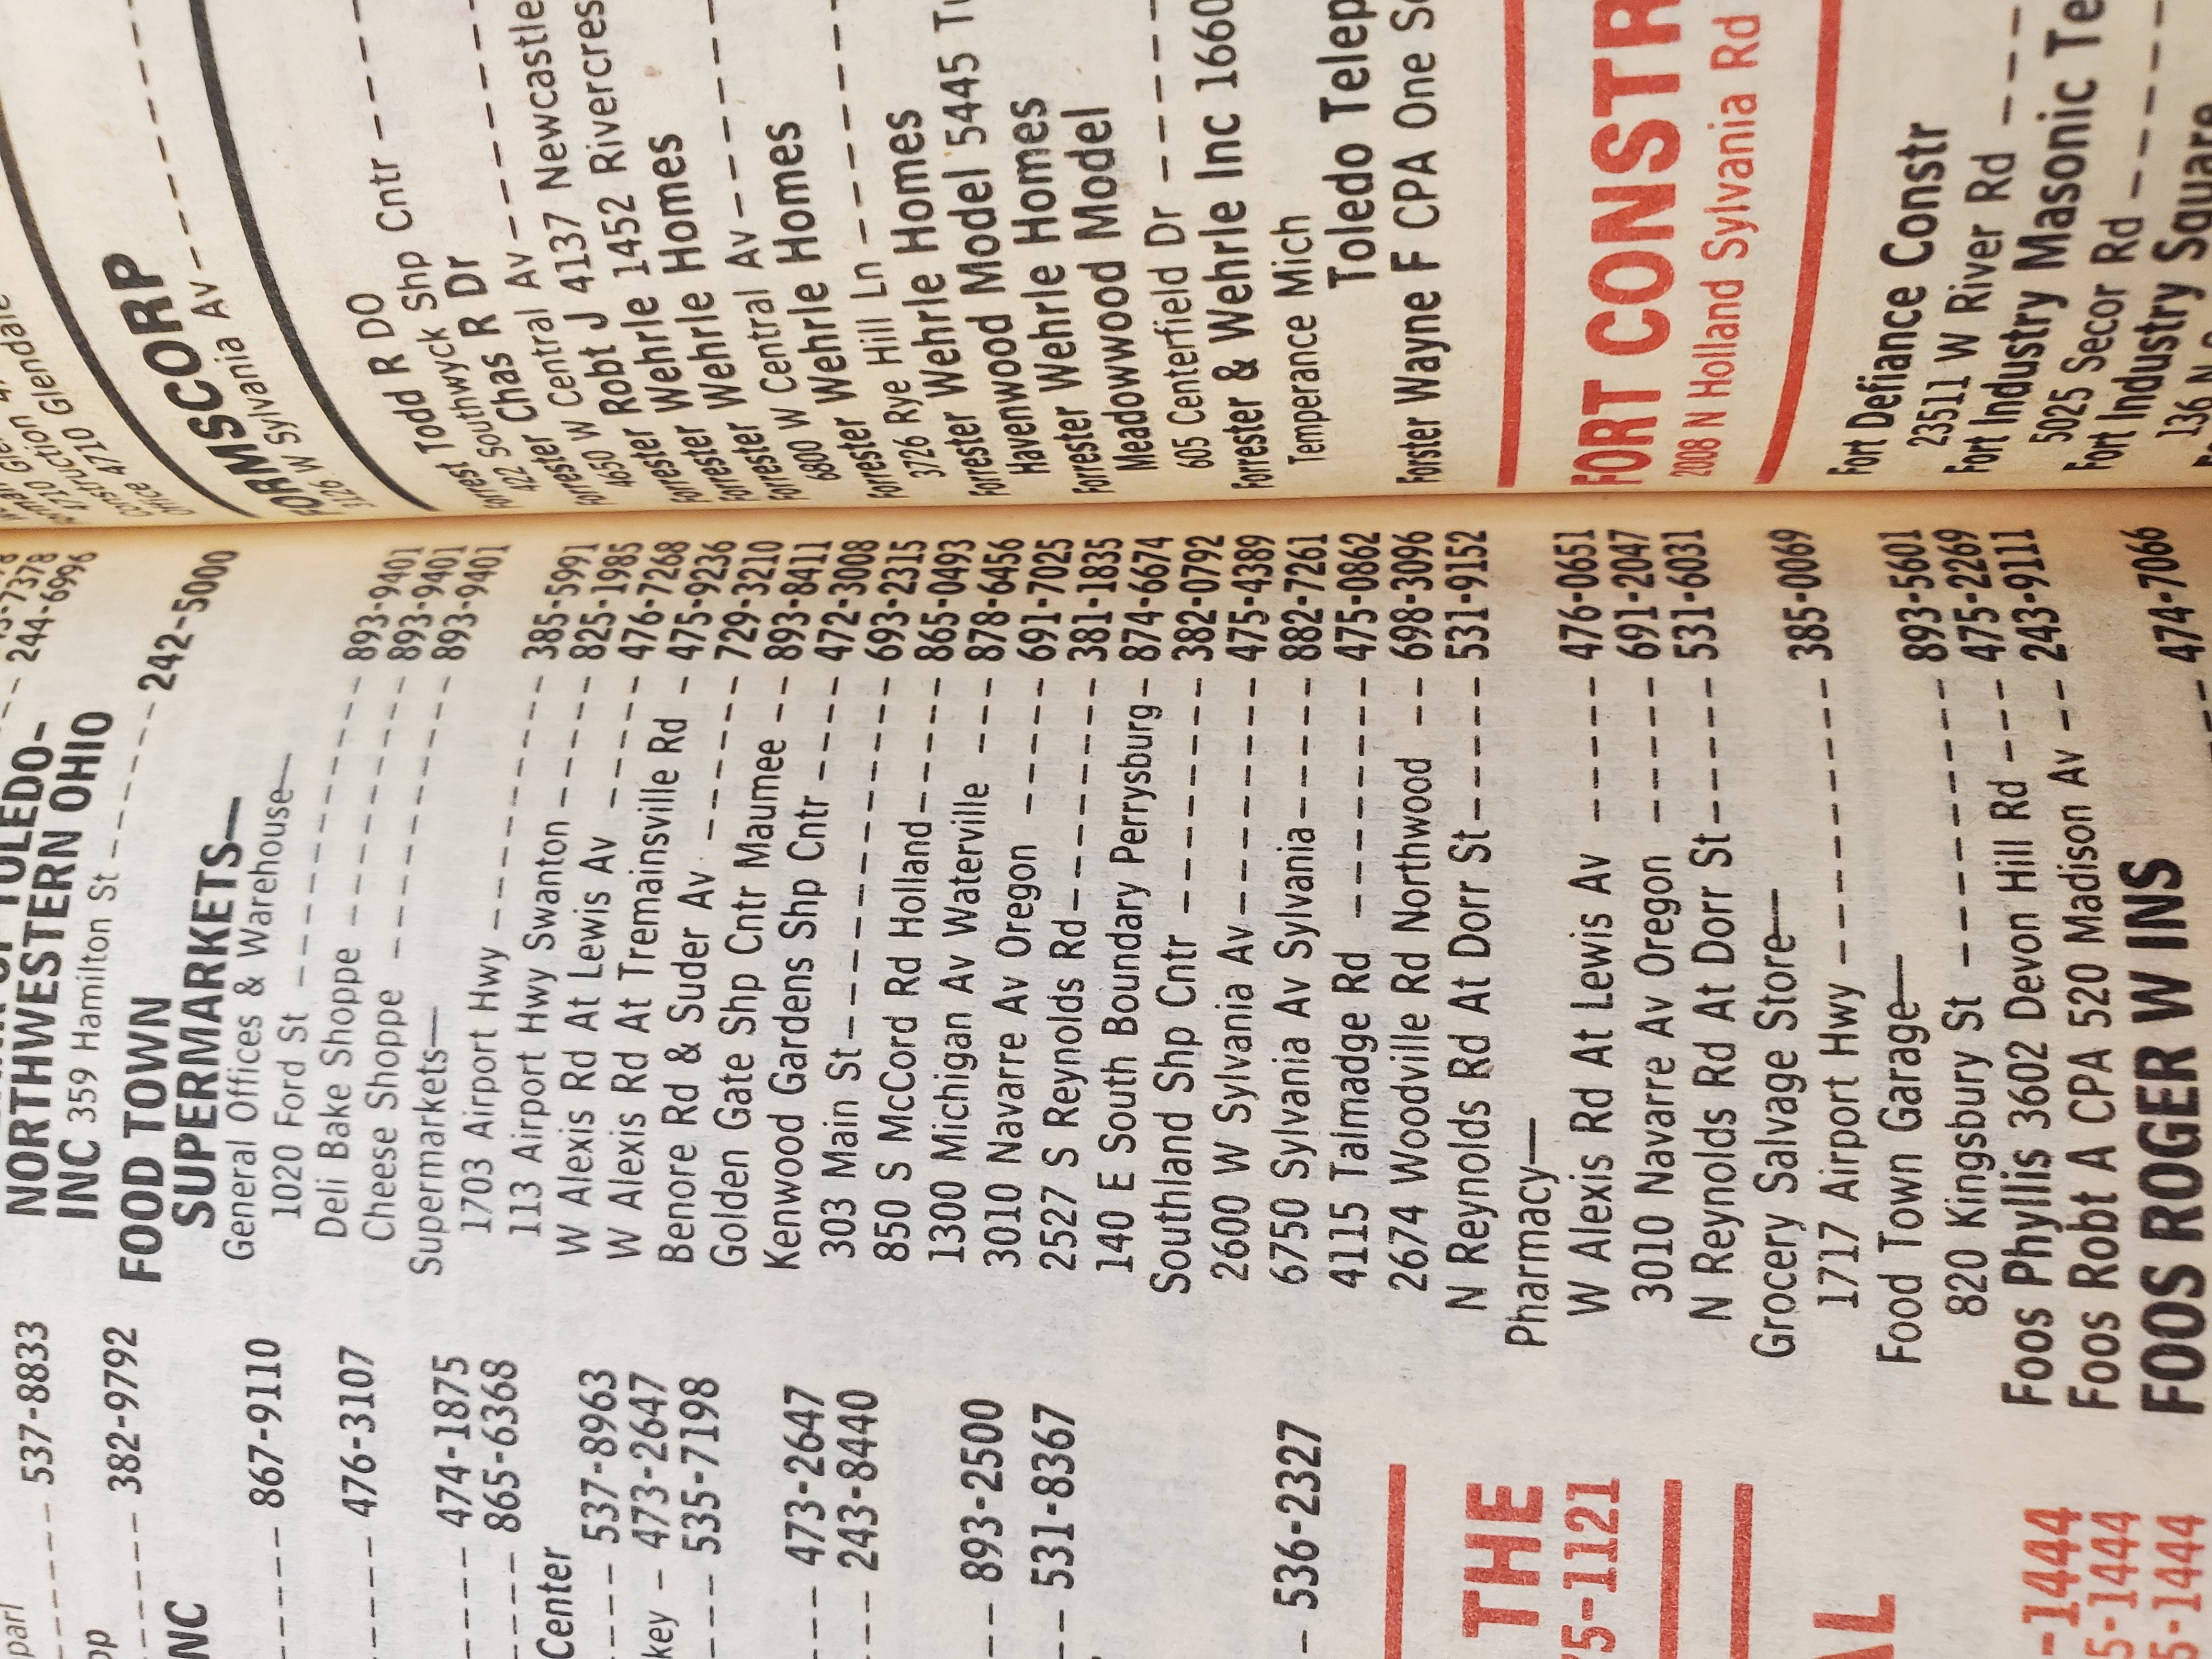 537-8833
382-9792
867-9110
476-3107
474-1875
865-6368
Center
537-8963
key - 473-2647
535-7198
473-2647
243-8440
893-2500
531-8367
536-2327
THE
5-1121
-1444
5-1444
5-1444
244-6996
NORTHWESTERN OHIO
INC 359 Hamilton St ------ 242-5000
FOOD TOWN
SUPERMARKETS—
General Offices & Warehouse—
1020 Ford St ---------- 893-9401
Deli Bake Shoppe --------- 893-9401
Cheese Shoppe ---------- 893-9401
Supermarkets—
1703 Airport Hwy --------- 385-5991
113 Airport Hwy Swanton ----- 825-1985
W Alexis Rd At Lewis Av ----- 476-7268
W Alexis Rd At Tremainsville Rd - 475-9236
Benore Rd & Suder Av ------ 729-3210
Golden Gate Shp Cntr Maumee -- 893-8411
Kenwood Gardens Shp Cntr ---- 472-3008
303 Main St ---------- 693-2315
850 S McCord Rd Holland ----- 865-0493
1300 Michigan Av Waterville ---- 878-6456
3010 Navarre Av Oregon ------ 691-7025
2527 S Reynolds Rd ------- 381-1835
140 E South Boundary Perrysburg - 874-6674
Southland Shp Cntr -------- 382-0792
2600 W Sylvania Av ------- 475-4389
6750 Sylvania Av Sylvania ----- 882-7261
4115 Talmadge Rd -------- 475-0862
2674 Woodville Rd Northwood -- 698-3096
N Reynolds Rd At Dorr St ----- 531-9152
Pharmacy—
W Alexis Rd At Lewis Av ----- 476-0651
3010 Navarre Av Oregon ----- 691-2047
N Reynolds Rd At Dorr St ----- 531-6031
Grocery Salvage Store—
1717 Airport Hwy --------- 385-0069
Food Town Garage—
820 Kingsbury St --------- 893-5601
Foos Phyllis 3602 Devon Hill Rd ---- 475-2269
Foos Robt A CPA 520 Madison Av -- 243-9111
FOOS ROGER W INS
474-7066
4710 Glendale
ORMSCORP
3126 W Sylvania Av
Todd R DO
422 Southwyck Shp Cntr ----
Forrester Chas R Dr
4650 W Central Av ------
Forrester Robt J 4137 Newcastle
Forrester Robt 1452 Rivercres
Forrester Wehrle Homes
6800 W Central Av ------
Forrester Wehrle Homes
3726 Rye Hill Ln ------
Forrester Wehrle Homes
Havenwood Model 5445
Forrester Wehrle Homes
Meadowwood Model
605 Centerfield Dr -----
Forrester & Wehrle Inc 1660
Temperance Mich
Toledo Telep
Forster Wayne F CPA One
FORT CONSTR
2008 N Holland Sylvania Rd
Fort Defiance Constr
23511 W River Rd ----
Fort Industry Masonic Te
5025 Secor Rd -----
Fort Industry Square
136 N